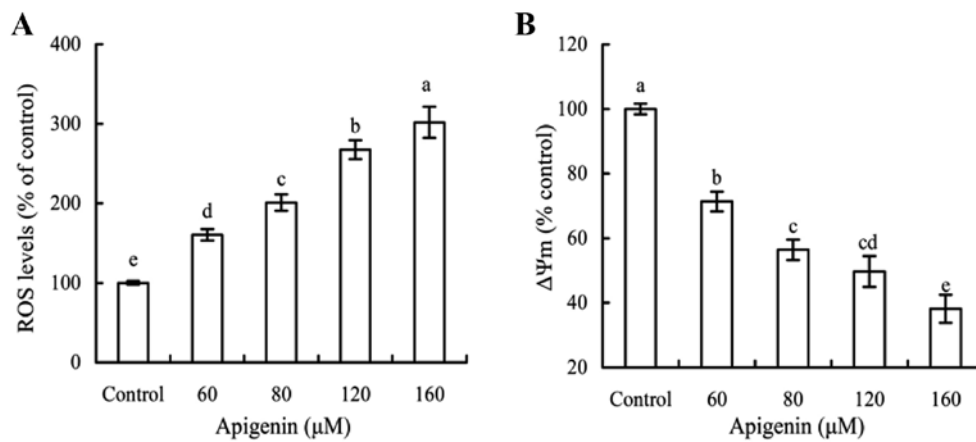 A
ROS levels (% of control)
400
300
200
100
0
e
d
c
b
a
Control 60 80 120 160
Apigenin (μM)
B
ΔΨm (% control)
120
100
80
60
40
20
a
b
c
cd
e
Control 60 80 120 160
Apigenin (μM)